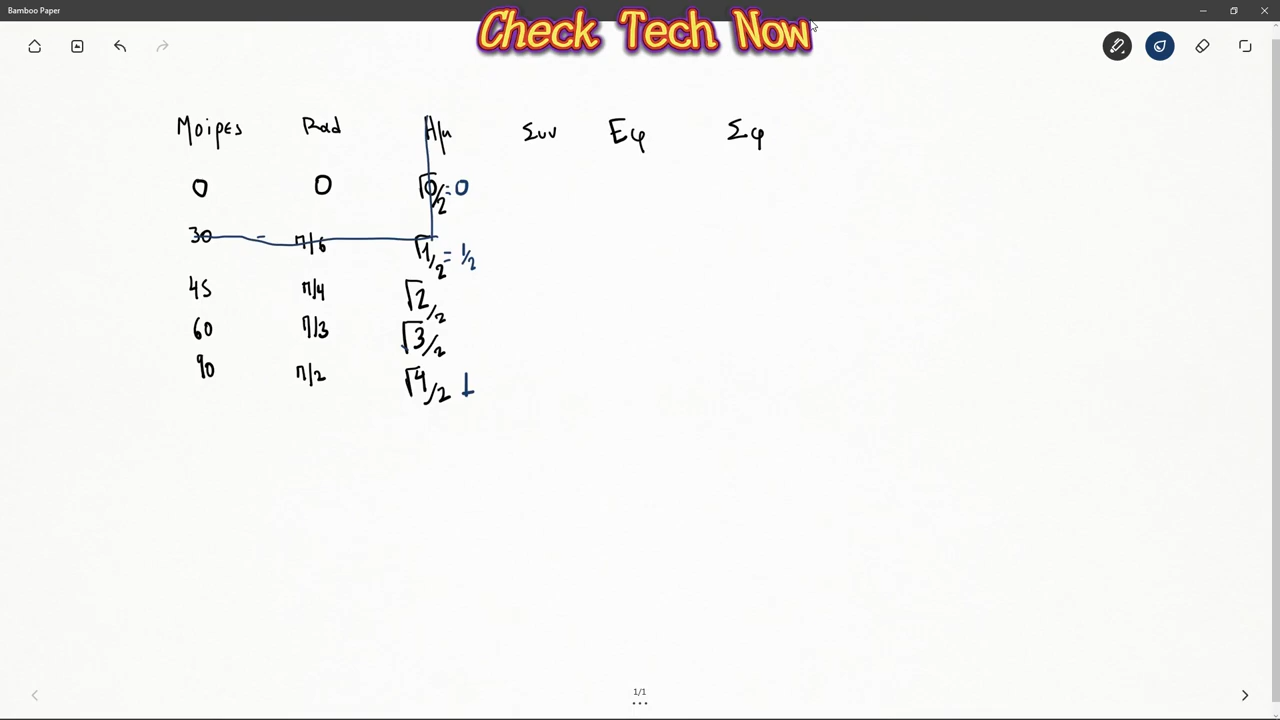 Bamboo Paper
Check Tech Now
Μοίρες Rad Ημ Συν Εφ Σφ
0 0 √0/2 = 0
30 π/6 √1/2 = 1/2
45 π/4 √2/2
60 π/3 √3/2
90 π/2 √4/2 1
1/1